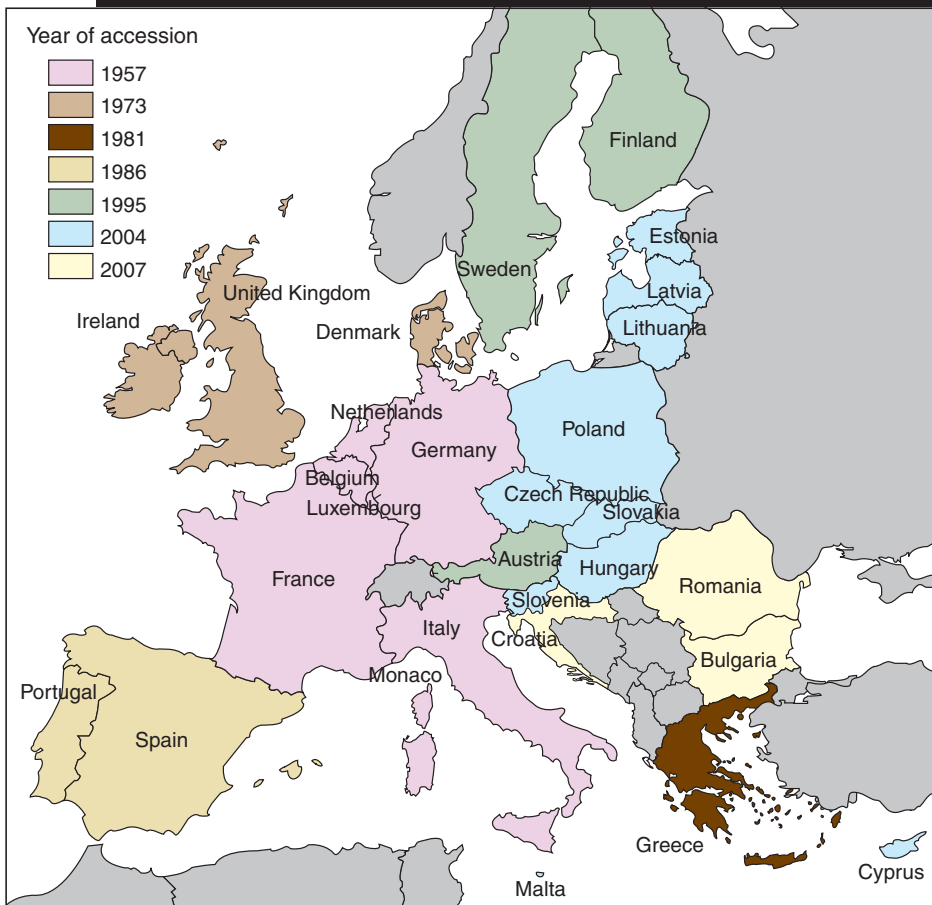 Year of accession
1957
1973
1981
1986
1995
2004
2007
Finland
Estonia
Sweden
Latvia
United Kingdom
Ireland
Denmark
Lithuania
Netherlands
Poland
Germany
Belgium
Czech Republic
Luxembourg
Slovakia
Austria
Hungary
France
Romania
Slovenia
Italy
Croatia
Bulgaria
Monaco
Portugal
Spain
Greece
Cyprus
Malta